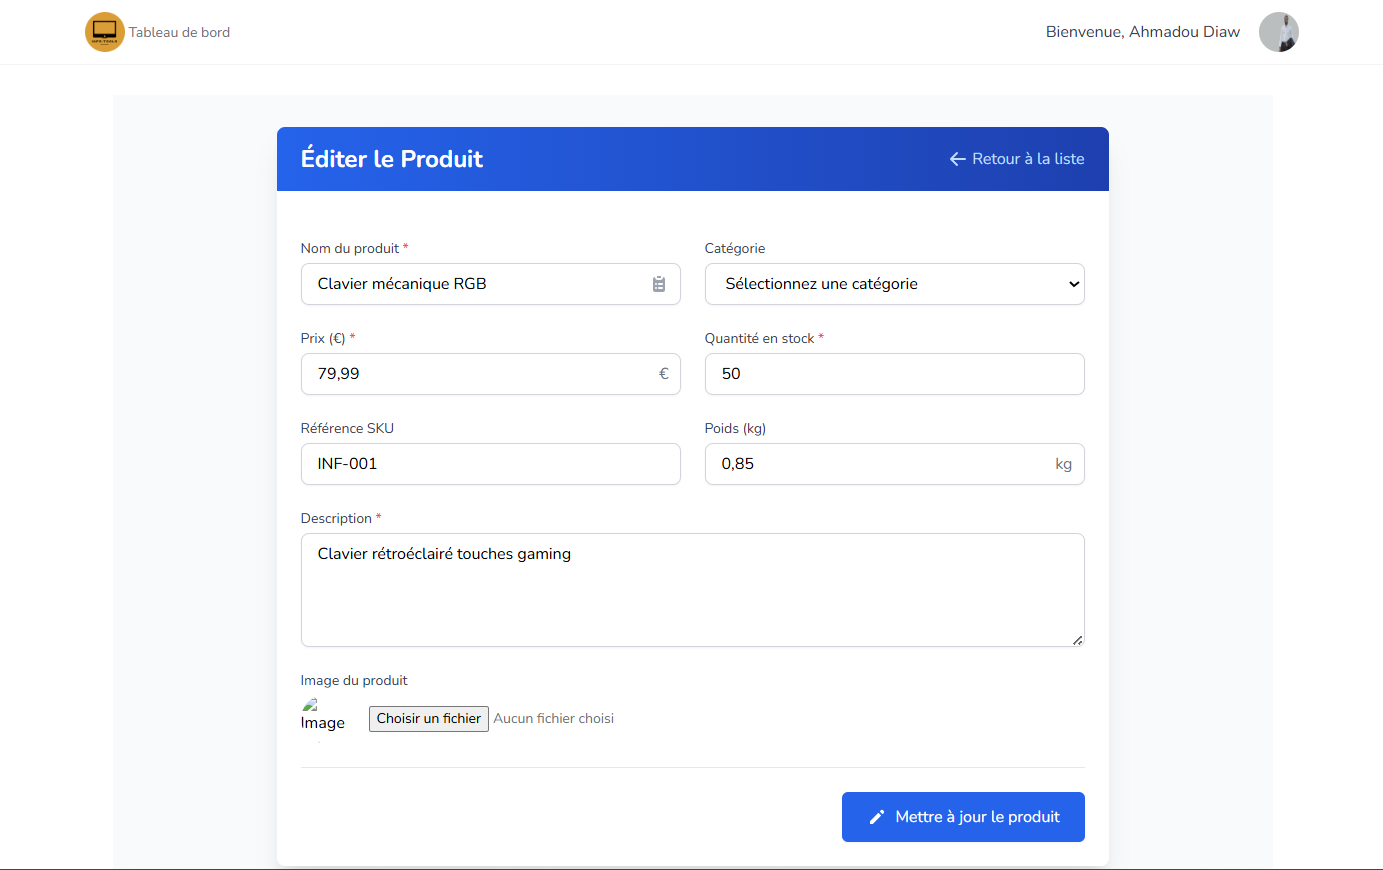 Tableau de bord
Bienvenue, Ahmadou Diaw
Éditer le Produit
Retour à la liste
Nom du produit *
Catégorie
Clavier mécanique RGB
Sélectionnez une catégorie
Prix (€) *
Quantité en stock *
79,99 €
50
Référence SKU
Poids (kg)
INF-001
0,85 kg
Description *
Clavier rétroéclairé touches gaming
Image du produit
Image
Choisir un fichier Aucun fichier choisi
Mettre à jour le produit